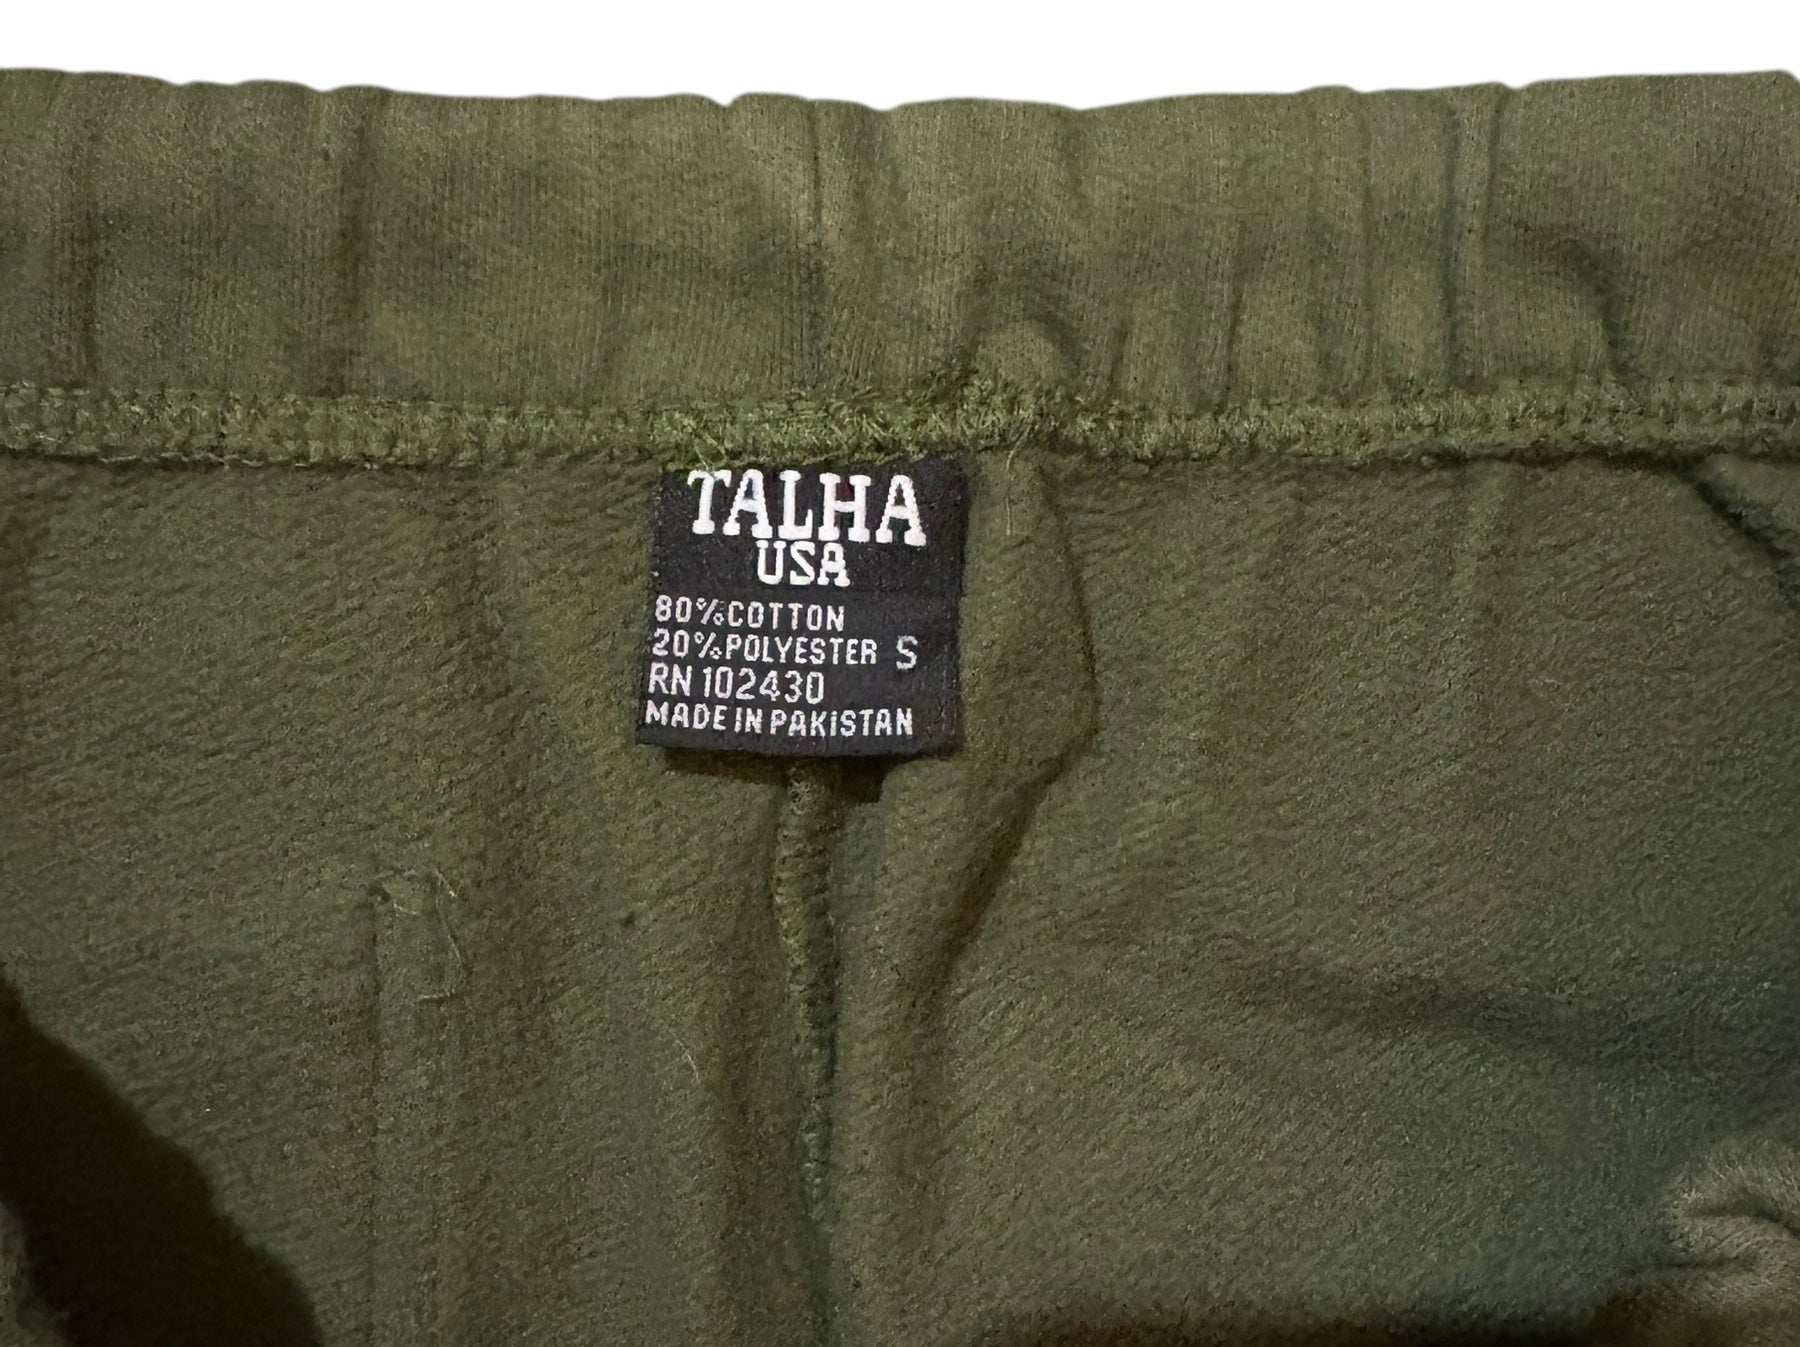 TALHA
USA
80% COTTON
20% POLYESTER S
RN 102430
MADE IN PAKiSTAN